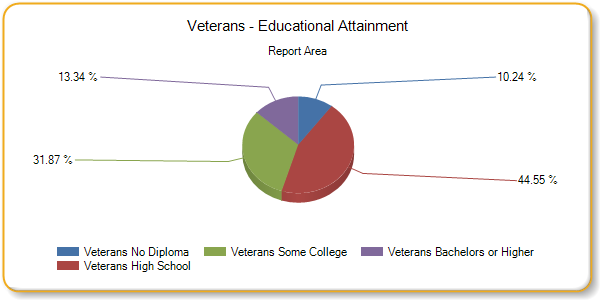 Veterans - Educational Attainment
Report Area
13.34 %
10.24 %
31.87 %
44.55 %
Veterans No Diploma
Veterans Some College
Veterans Bachelors or Higher
Veterans High School